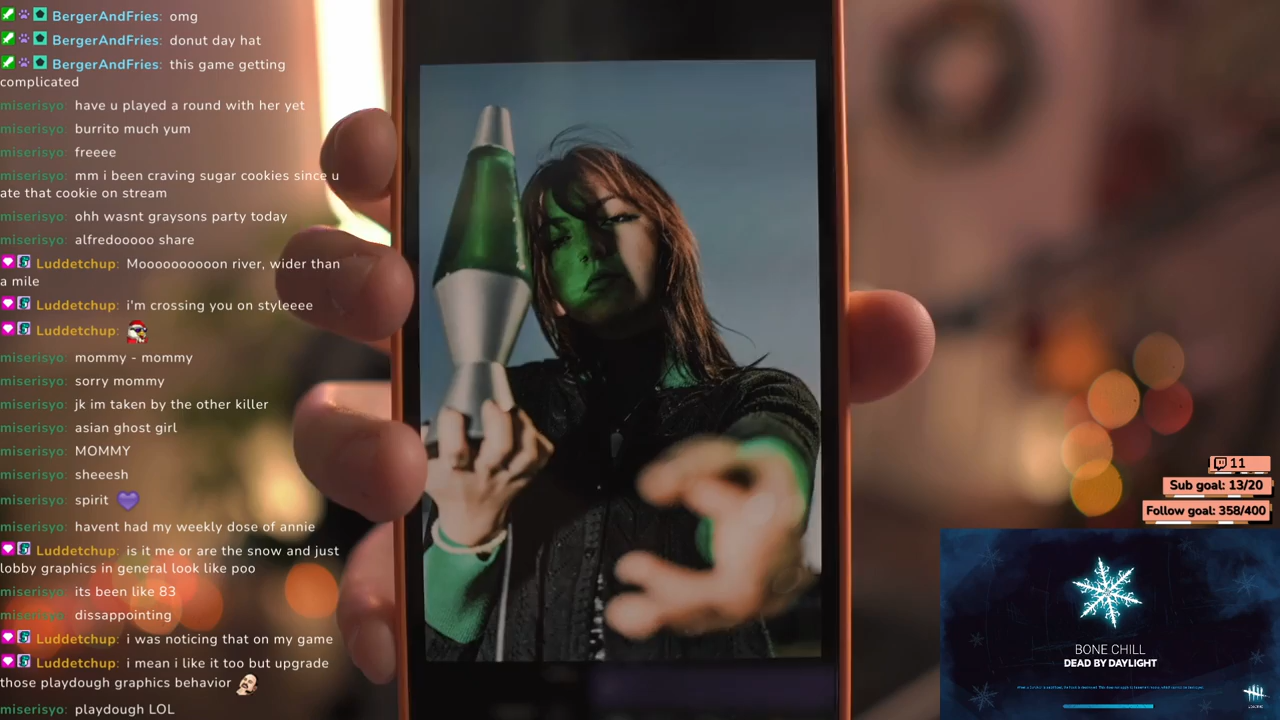 BergerAndFries: omg
BergerAndFries: donut day hat
BergerAndFries: this game getting
complicated
miserisyo: have u played a round with her yet
miserisyo: burrito much yum
miserisyo: freeee
miserisyo: mm i been craving sugar cookies since u
ate that cookie on stream
miserisyo: ohh wasnt graysons party today
miserisyo: alfredooooo share
Luddetchup: Moooooooooon river, wider than
a mile
Luddetchup: i'm crossing you on styleeee
Luddetchup:
miserisyo: mommy - mommy
miserisyo: sorry mommy
miserisyo: jk im taken by the other killer
miserisyo: asian ghost girl
miserisyo: MOMMY
miserisyo: sheeesh
miserisyo: spirit
miserisyo: havent had my weekly dose of annie
Luddetchup: is it me or are the snow and just
lobby graphics in general look like poo
miserisyo: its been like 83
miserisyo: dissappointing
Luddetchup: i was noticing that on my game
Luddetchup: i mean i like it too but upgrade
those playdough graphics behavior
miserisyo: playdough LOL
11
Sub goal: 13/20
Follow goal: 358/400
BONE CHILL
DEAD BY DAYLIGHT